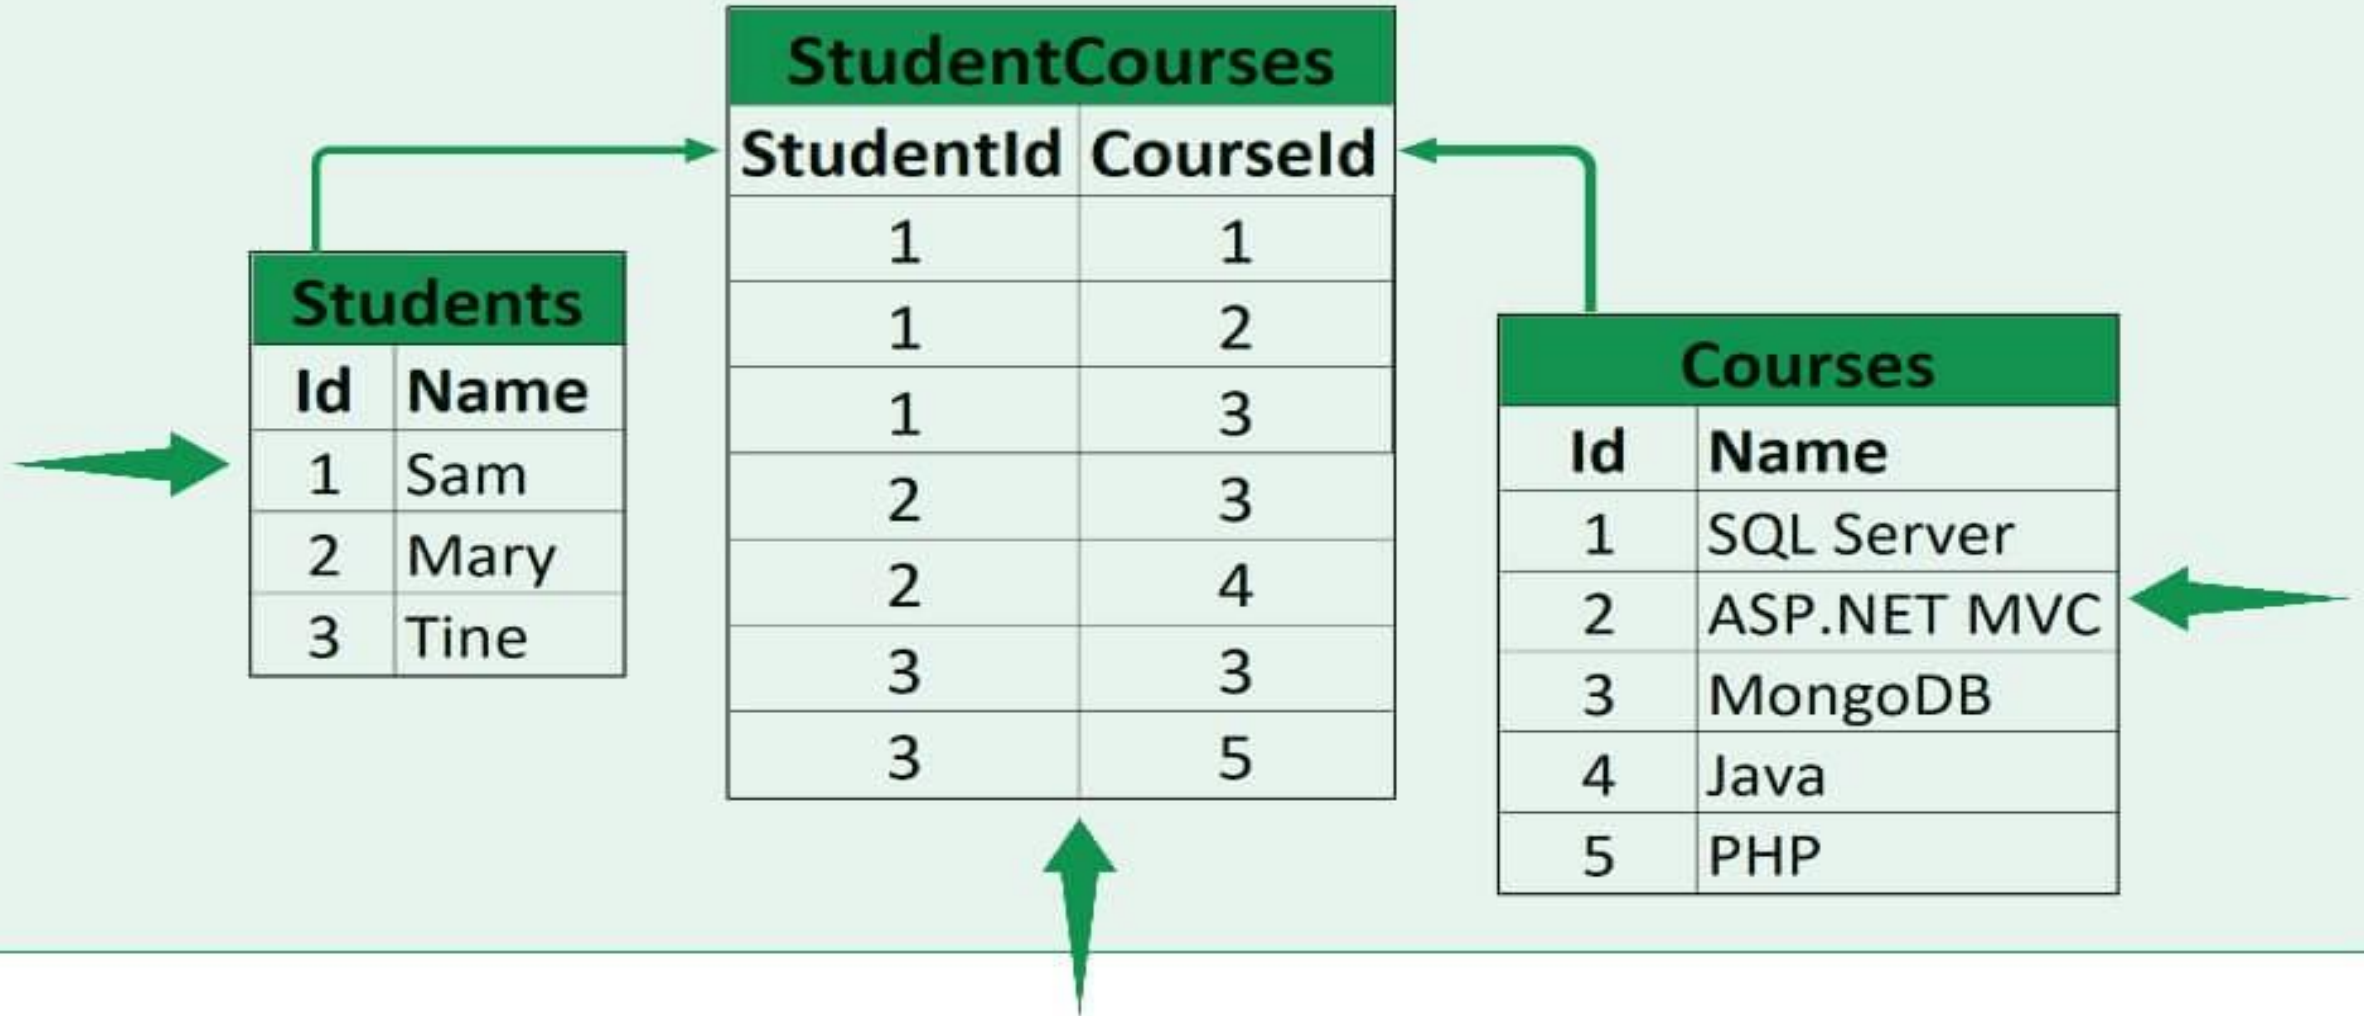 StudentCourses
StudentId CourseId
1 1
1 2
1 3
2 3
2 4
3 3
3 5
Students
Id Name
1 Sam
2 Mary
3 Tine
Courses
Id Name
1 SQL Server
2 ASP.NET MVC
3 MongoDB
4 Java
5 PHP